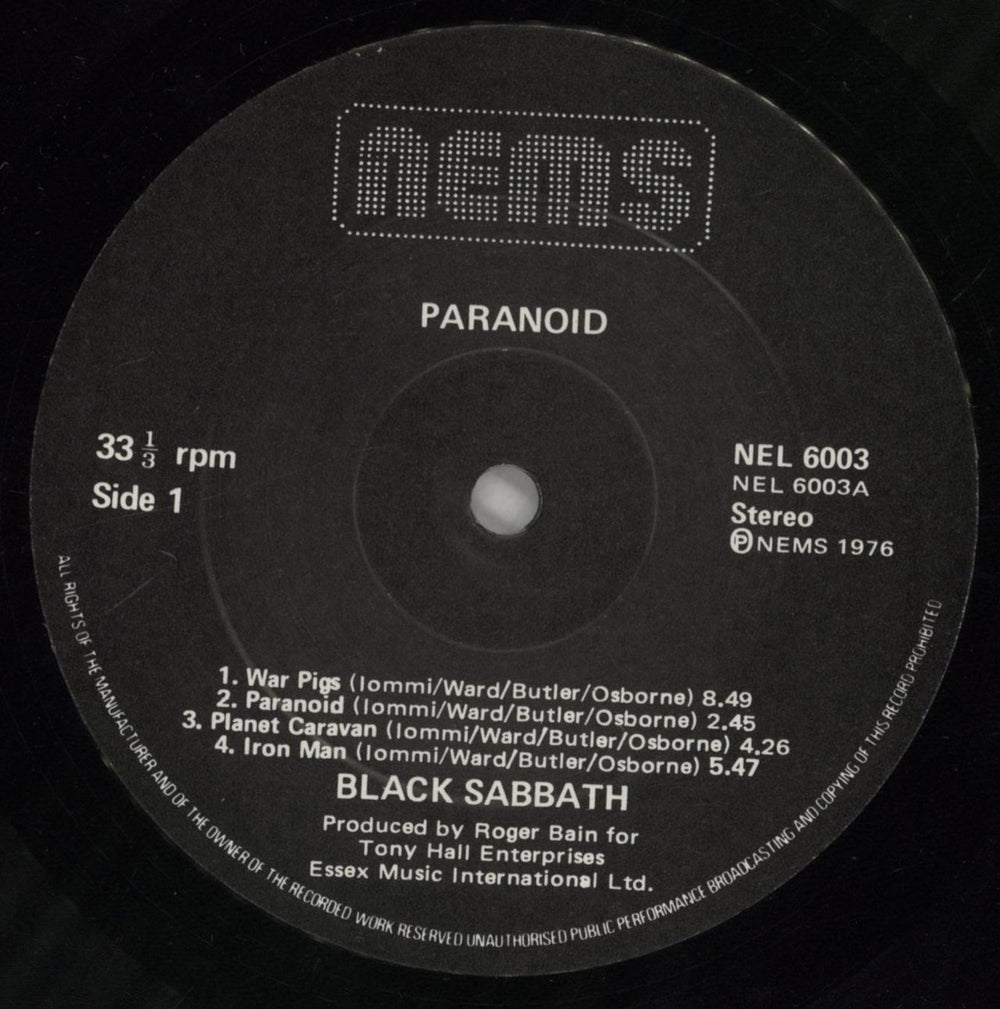 nems
PARANOID
33 1/3 rpm
Side 1
NEL 6003
NEL 6003A
Stereo
Ⓟ NEMS 1976
1. War Pigs (Iommi/Ward/Butler/Osborne) 8.49
2. Paranoid (Iommi/Ward/Butler/Osborne) 2.45
3. Planet Caravan (Iommi/Ward/Butler/Osborne) 4.26
4. Iron Man (Iommi/Ward/Butler/Osborne) 5.47
BLACK SABBATH
Produced by Roger Bain for
Tony Hall Enterprises
Essex Music International Ltd.
ALL RIGHTS OF THE MANUFACTURER AND OF THE OWNER OF THE RECORDED WORK RESERVED UNAUTHORISED PUBLIC PERFORMANCE BROADCASTING AND COPYING OF THIS RECORD PROHIBITED